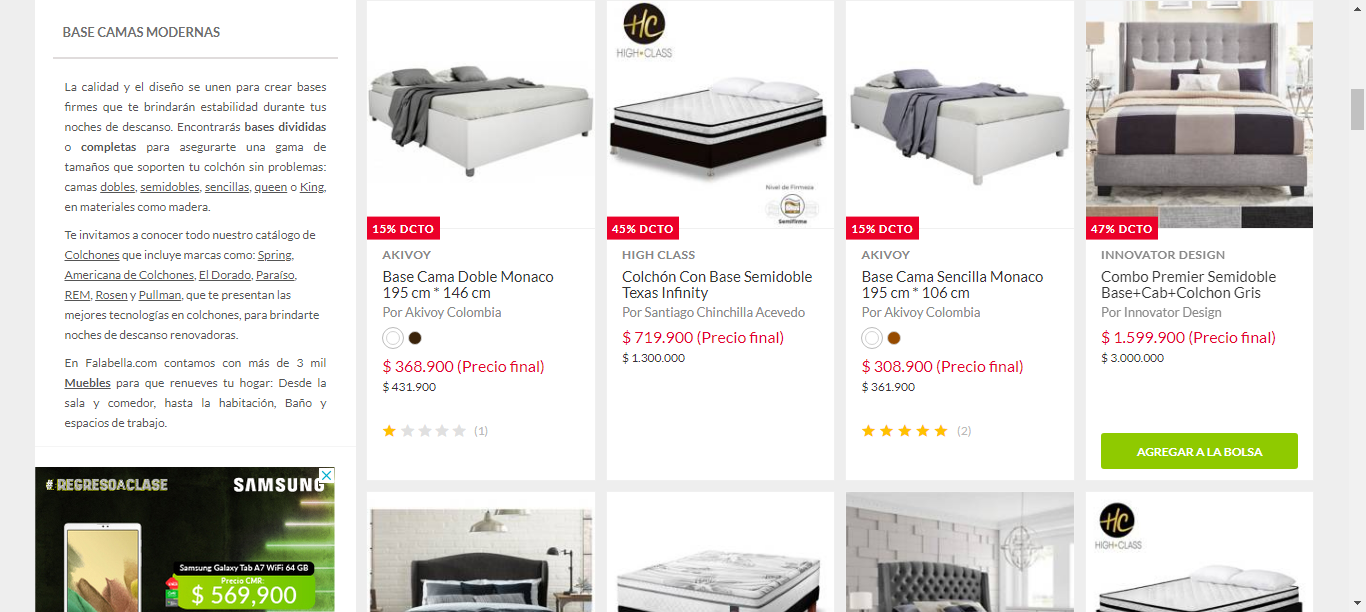 BASE CAMAS MODERNAS
La calidad y el diseño se unen para crear bases
firmes que te brindarán estabilidad durante tus
noches de descanso. Encontrarás bases divididas
o completas para asegurarte una gama de
tamaños que soporten tu colchón sin problemas:
camas dobles, semidobles, sencillas, queen o King,
en materiales como madera.
Te invitamos a conocer todo nuestro catálogo de
Colchones que incluye marcas como: Spring,
Americana de Colchones, El Dorado, Paraíso,
REM, Rosen y Pullman, que te presentan las
mejores tecnologías en colchones, para brindarte
noches de descanso renovadoras.
En Falabella.com contamos con más de 3 mil
Muebles para que renueves tu hogar: Desde la
sala y comedor, hasta la habitación, Baño y
espacios de trabajo.
#REGRESOACLASE
SAMSUNG
Samsung Galaxy Tab A7 WiFi 64 GB
Precio CMR:
$ 569,900
15% DCTO
AKIVOY
Base Cama Doble Monaco
195 cm * 146 cm
Por Akivoy Colombia
$ 368.900 (Precio final)
$ 431.900
(1)
HC
HIGH CLASS
Nivel de Firmeza
Semifirme
45% DCTO
HIGH CLASS
Colchón Con Base Semidoble
Texas Infinity
Por Santiago Chinchilla Acevedo
$ 719.900 (Precio final)
$ 1.300.000
15% DCTO
AKIVOY
Base Cama Sencilla Monaco
195 cm * 106 cm
Por Akivoy Colombia
$ 308.900 (Precio final)
$ 361.900
(2)
47% DCTO
INNOVATOR DESIGN
Combo Premier Semidoble
Base+Cab+Colchon Gris
Por Innovator Design
$ 1.599.900 (Precio final)
$ 3.000.000
AGREGAR A LA BOLSA
HC
HIGH CLASS